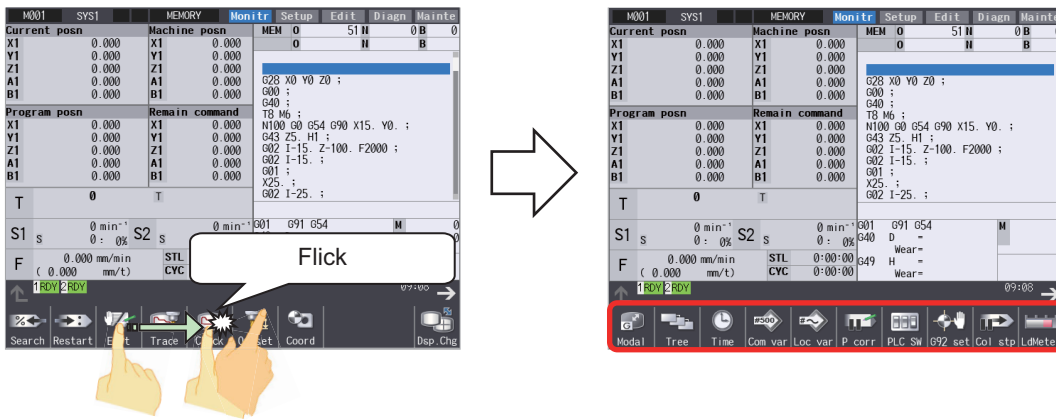 M001 SYS1 MEMORY Monitr Setup Edit Diagn Mainte
Current posn Machine posn MEM O 51 N 0 B 0
X1 0.000 X1 0.000 O N B
Y1 0.000 Y1 0.000
Z1 0.000 Z1 0.000
A1 0.000 A1 0.000 G28 X0 Y0 Z0 ;
B1 0.000 B1 0.000 G00 ;
G40 ;
Program posn Remain command T8 M6 ;
X1 0.000 X1 0.000 N100 G0 G54 G90 X15. Y0. ;
Y1 0.000 Y1 0.000 G43 Z5. H1 ;
Z1 0.000 Z1 0.000 G02 I-15. Z-100. F2000 ;
A1 0.000 A1 0.000 G02 I-15. ;
B1 0.000 B1 0.000 G01 ;
X25. ;
T 0 T G02 I-25. ;
S1 S 0 min-1 0: 0% S2 S 0 min-1 G01 G91 G54 M 0
Flick
F 0.000 mm/min STL
( 0.000 mm/t) CYC
1 RDY 2 RDY 09:08
Search Restart Trace Coord Dsp.Chg
M001 SYS1 MEMORY Monitr Setup Edit Diagn Mainte
Current posn Machine posn MEM O 51 N 0 B
X1 0.000 X1 0.000 O N B
Y1 0.000 Y1 0.000
Z1 0.000 Z1 0.000
A1 0.000 A1 0.000 G28 X0 Y0 Z0 ;
B1 0.000 B1 0.000 G00 ;
G40 ;
Program posn Remain command T8 M6 ;
X1 0.000 X1 0.000 N100 G0 G54 G90 X15. Y0. ;
Y1 0.000 Y1 0.000 G43 Z5. H1 ;
Z1 0.000 Z1 0.000 G02 I-15. Z-100. F2000 ;
A1 0.000 A1 0.000 G02 I-15. ;
B1 0.000 B1 0.000 G01 ;
X25. ;
T 0 T G02 I-25. ;
S1 S 0 min-1 0: 0% S2 S 0 min-1 0: 0% G01 G91 G54 M
G40 D =
Wear=
F 0.000 mm/min STL 0:00:00 G49 H =
( 0.000 mm/t) CYC 0:00:00 Wear=
1 RDY 2 RDY 09:08
G #500 #
Modal Tree Time Com var Loc var P corr PLC SW G92 set Col stp LdMete